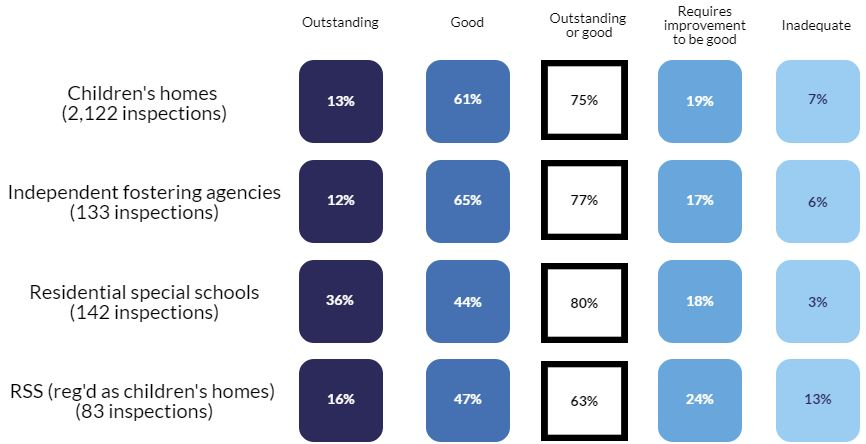 Outstanding
Good
Outstanding
or good
Requires
improvement
to be good
Inadequate
Children's homes
(2,122 inspections)
13%
61%
75%
19%
7%
Independent fostering agencies
(133 inspections)
12%
65%
77%
17%
6%
Residential special schools
(142 inspections)
36%
44%
80%
18%
3%
RSS (reg'd as children's homes)
(83 inspections)
16%
47%
63%
24%
13%